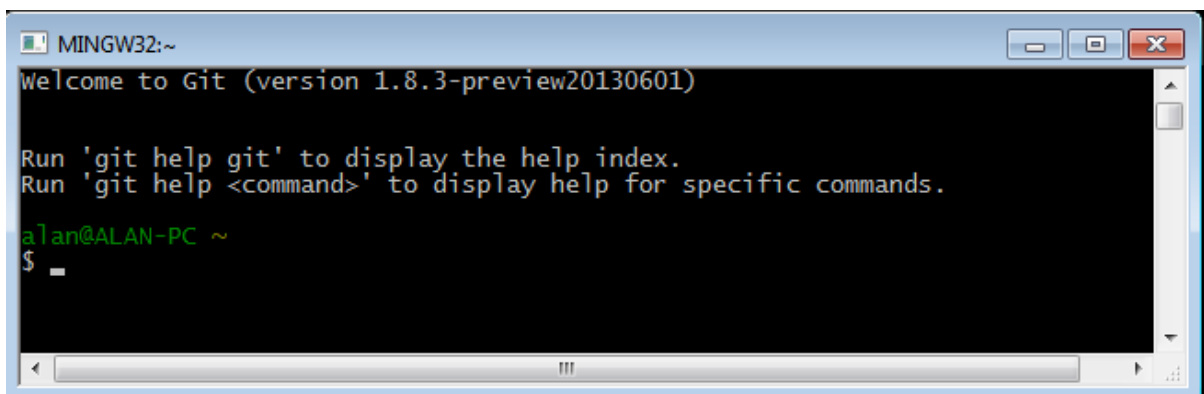 MINGW32:~
Welcome to Git (version 1.8.3-preview20130601)
Run 'git help git' to display the help index.
Run 'git help <command>' to display help for specific commands.
alan@ALAN-PC ~
$